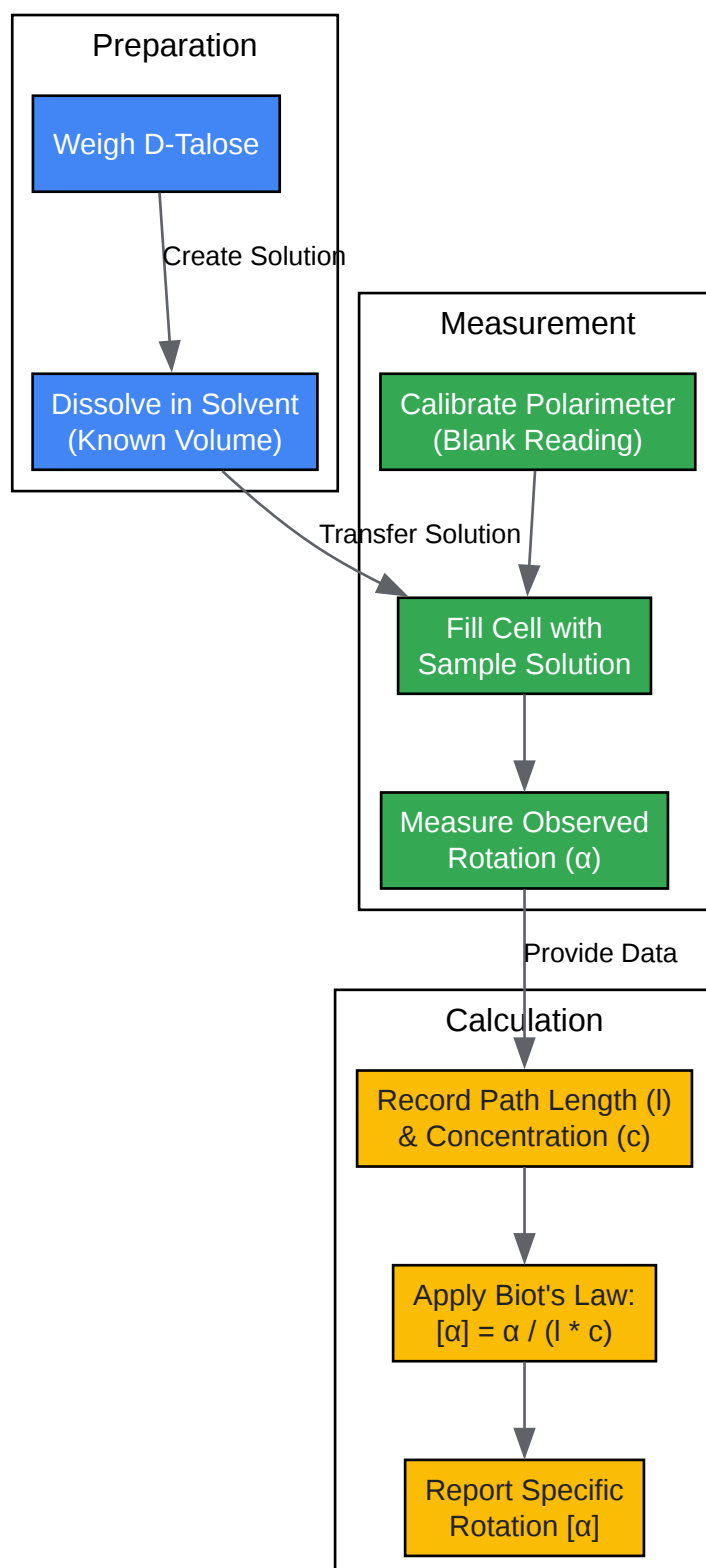 Preparation
Weigh D-Talose
Create Solution
Dissolve in Solvent
(Known Volume)
Measurement
Calibrate Polarimeter
(Blank Reading)
Transfer Solution
Fill Cell with
Sample Solution
Measure Observed
Rotation (α)
Provide Data
Calculation
Record Path Length (l)
& Concentration (c)
Apply Biot's Law:
[α] = α / (l * c)
Report Specific
Rotation [α]